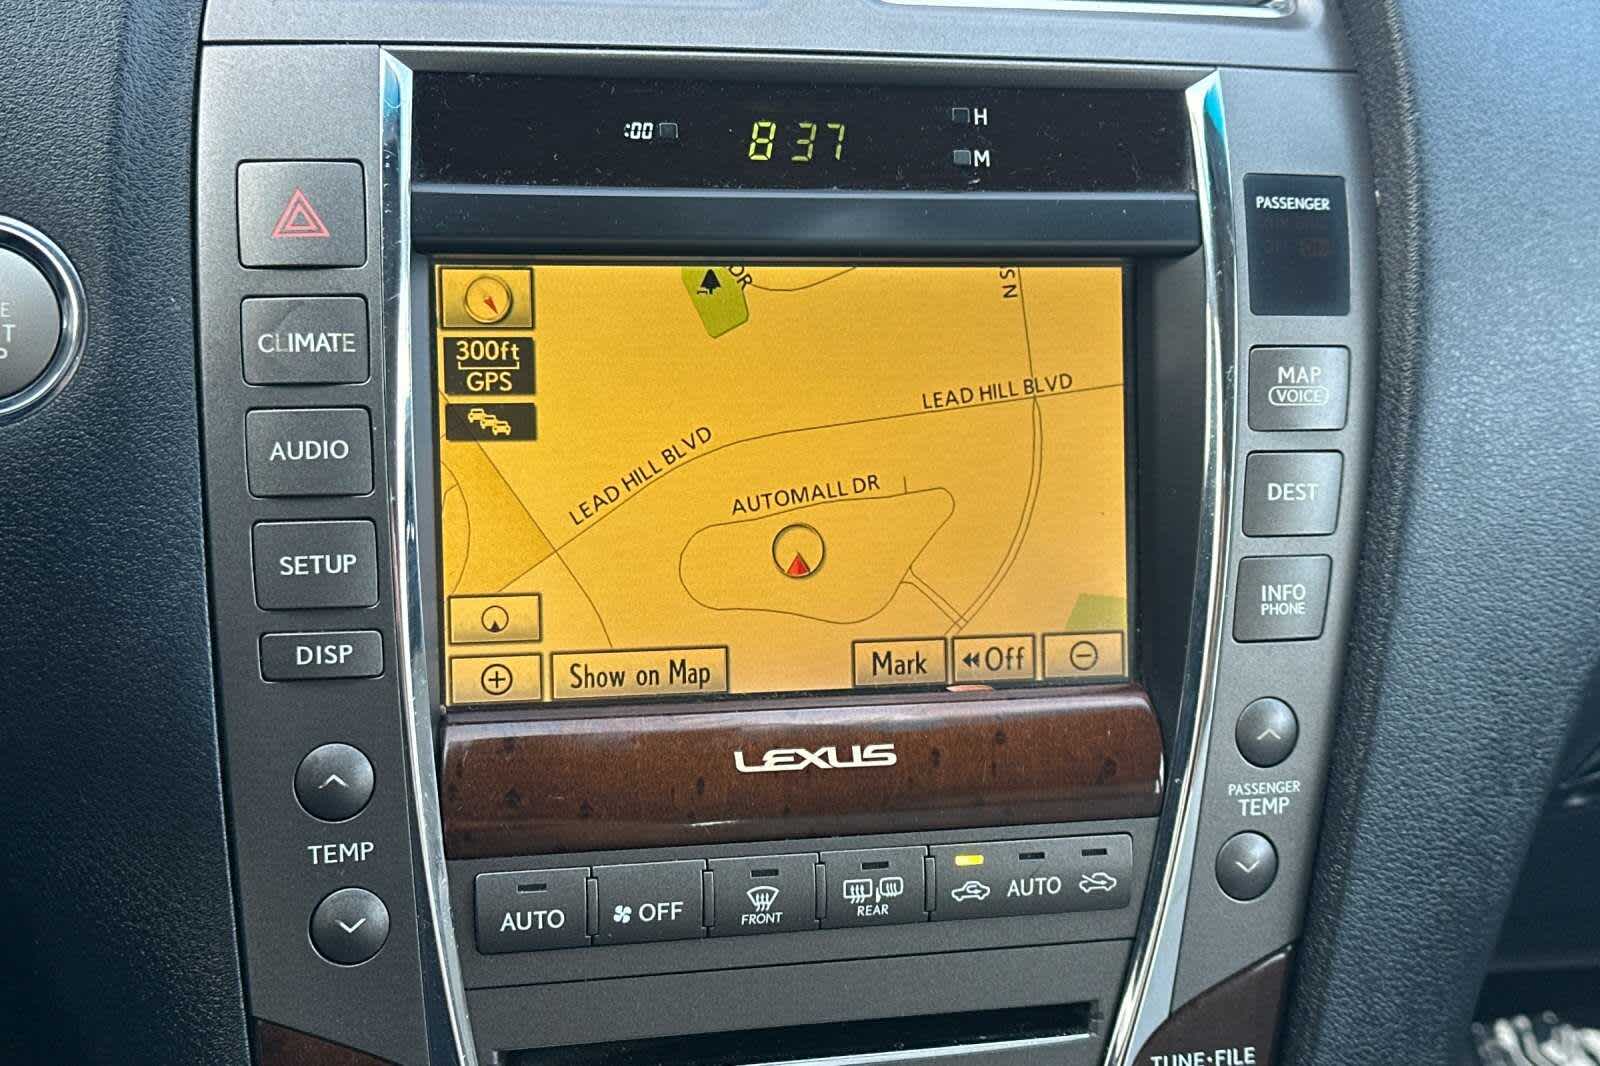 :00
8 37
H
M
PASSENGER
CLIMATE
AUDIO
SETUP
DISP
TEMP
300ft
GPS
DR
NS
LEAD HILL BLVD
LEAD HILL BLVD
AUTOMALL DR
Show on Map
Mark
Off
MAP
VOICE
DEST
INFO
PHONE
PASSENGER
TEMP
LEXUS
AUTO
OFF
FRONT
REAR
AUTO
TUNE·FILE